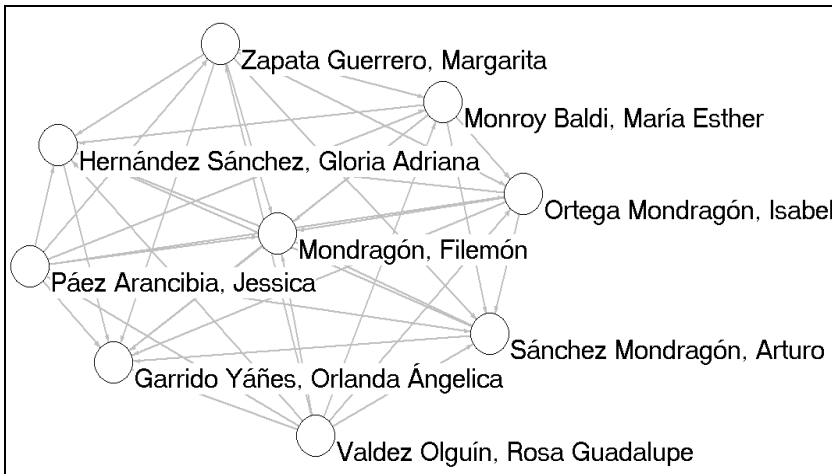 Zapata Guerrero, Margarita
Monroy Baldi, María Esther
Hernández Sánchez, Gloria Adriana
Ortega Mondragón, Isabel
Mondragón, Filemón
Páez Arancibia, Jessica
Sánchez Mondragón, Arturo
Garrido Yáñes, Orlanda Ángelica
Valdez Olguín, Rosa Guadalupe